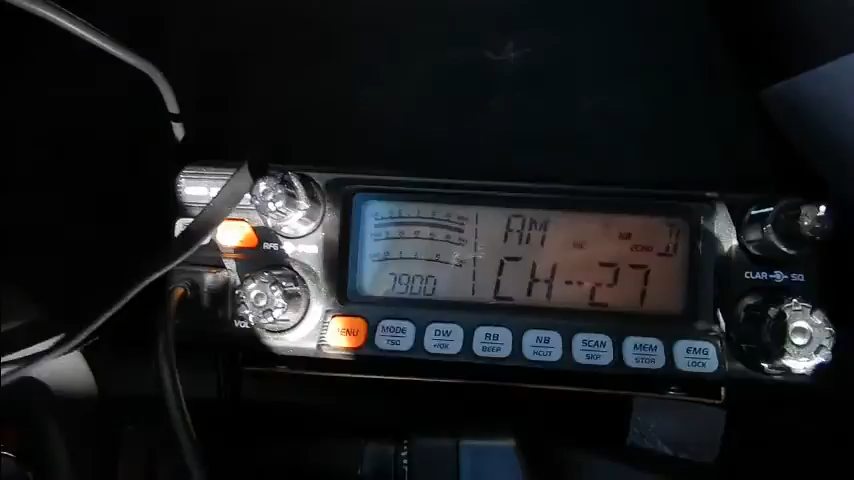 AM
D
7900
CH-27
VOL
CLAR SQ
MENU
MODE
TSQ
DW
HOK
RB
BEEP
NB
HCUT
SCAN
SKP
MEM
STOR
EMG
LOCK